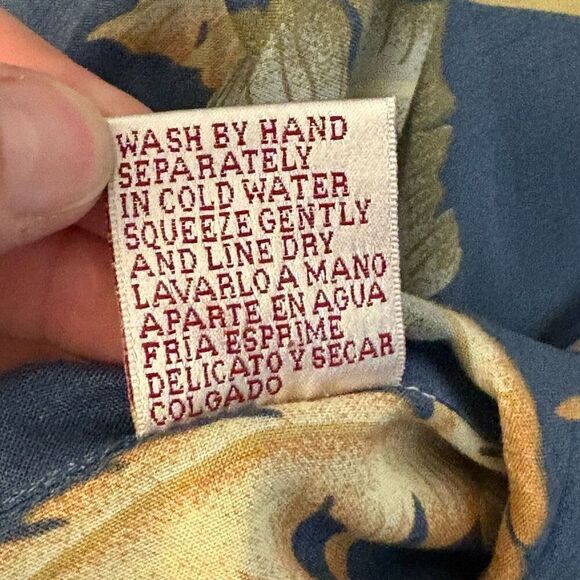 WASH BY HAND
SEPARATELY
IN COLD WATER
SQUEEZE GENTLY
AND LINE DRY
LAVARLO A MANO
APARTE EN AGUA
FRIA ESPRIME
DELICATO Y SECAR
COLGADO